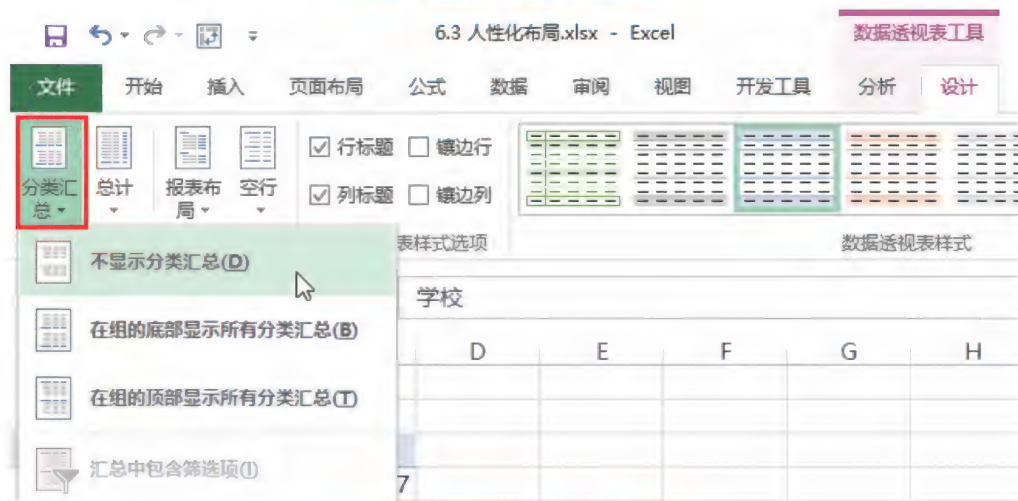 6.3 人性化布局.xlsx - Excel
数据透视表工具
文件 开始 插入 页面布局 公式 数据 审阅 视图 开发工具 分析 设计
分类汇总 总计 报表布局 空行
行标题 镶边行
列标题 镶边列
表样式选项 数据透视表样式
不显示分类汇总(D)
学校
在组的底部显示所有分类汇总(B)
D E F G H
在组的顶部显示所有分类汇总(T)
汇总中包含筛选项(I)
7